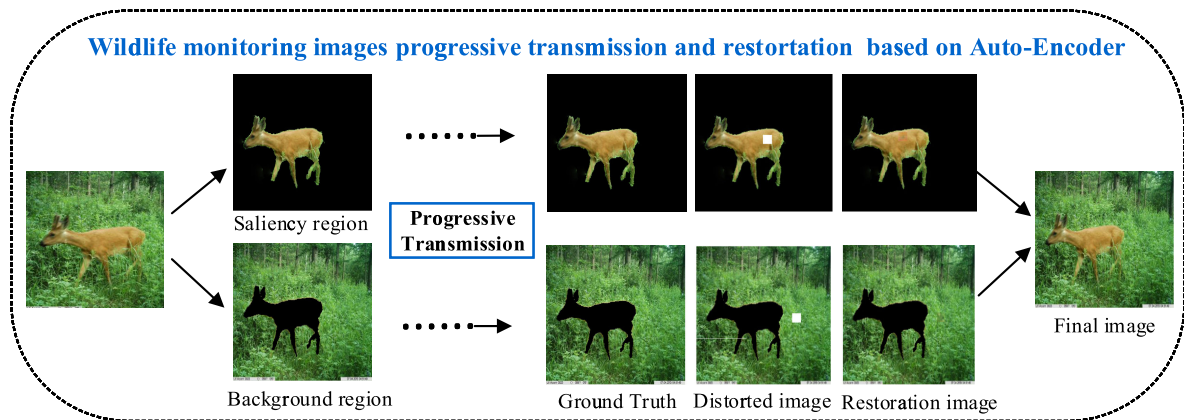 Wildlife monitoring images progressive transmission and restortation based on Auto-Encoder
Saliency region
Progressive
Transmission
Background region
Ground Truth
Distorted image
Restoration image
Final image